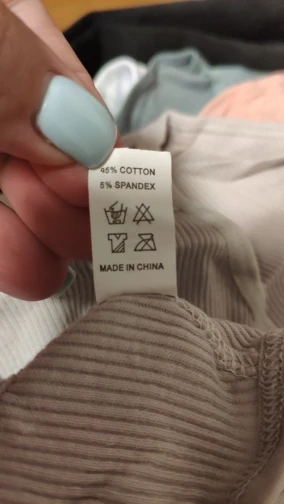 95% COTTON
5% SPANDEX
MADE IN CHINA